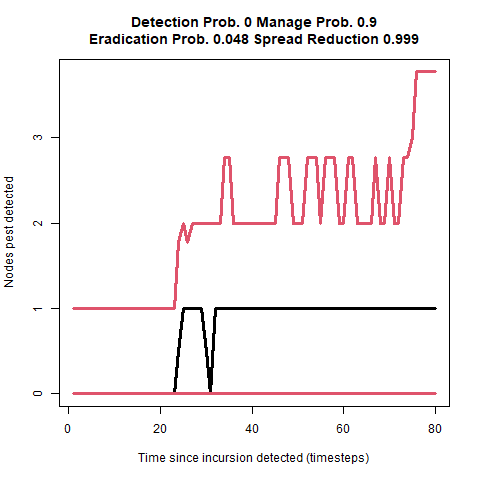 Detection Prob. 0 Manage Prob. 0.9
Eradication Prob. 0.048 Spread Reduction 0.999
Nodes pest detected
3
2
1
0
0 20 40 60 80
Time since incursion detected (timesteps)